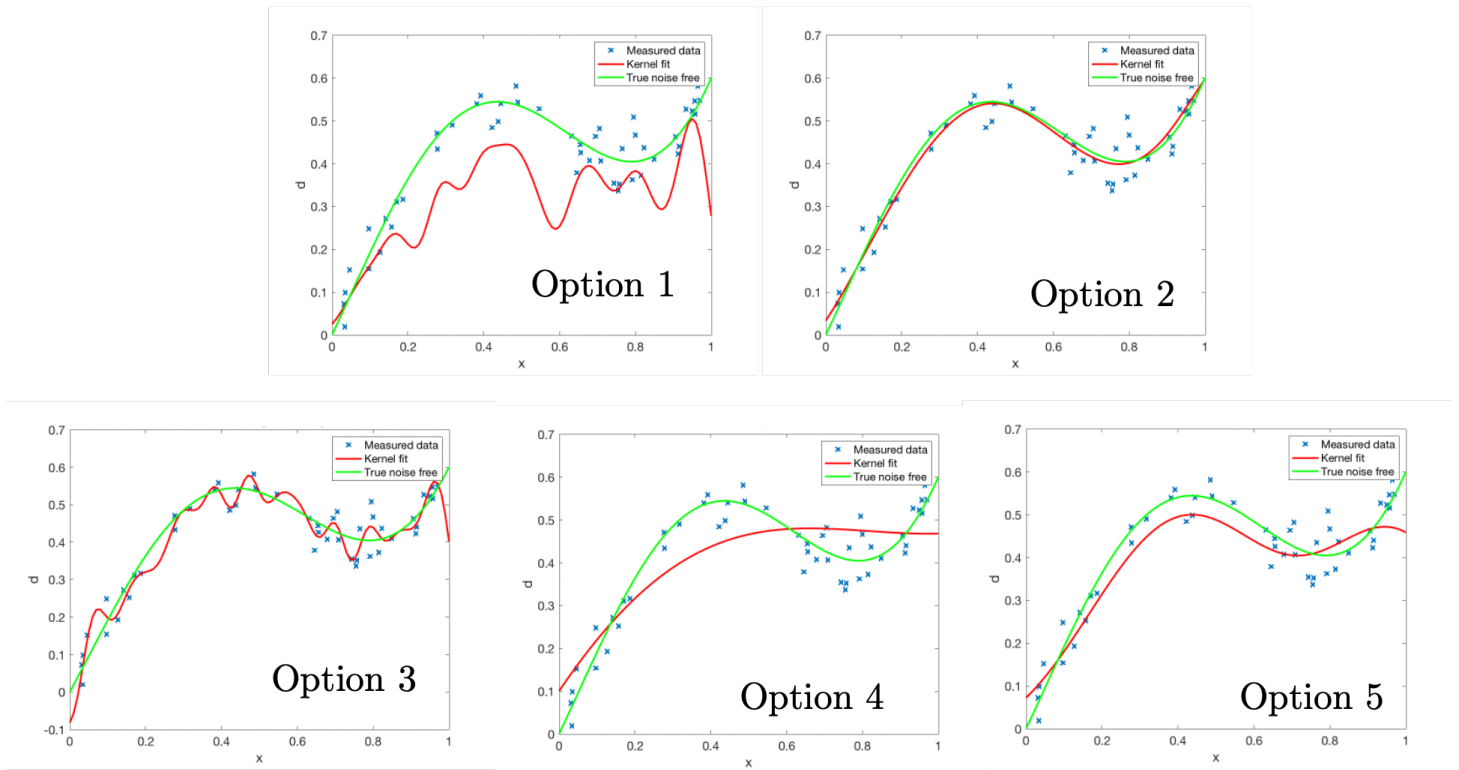 0.7
0.6
0.5
0.4
0.3
0.2
0.1
0
d
0
0.2
0.4
0.6
0.8
1
x
Measured data
Kernel fit
True noise free
Option 1
0.7
0.6
0.5
0.4
0.3
0.2
0.1
0
d
0
0.2
0.4
0.6
0.8
1
x
Measured data
Kernel fit
True noise free
Option 2
0.7
0.6
0.5
0.4
0.3
0.2
0.1
0
-0.1
d
0
0.2
0.4
0.6
0.8
1
x
Measured data
Kernel fit
True noise free
Option 3
0.7
0.6
0.5
0.4
0.3
0.2
0.1
0
d
0
0.2
0.4
0.6
0.8
1
x
Measured data
Kernel fit
True noise free
Option 4
0.7
0.6
0.5
0.4
0.3
0.2
0.1
0
d
0
0.2
0.4
0.6
0.8
1
x
Measured data
Kernel fit
True noise free
Option 5